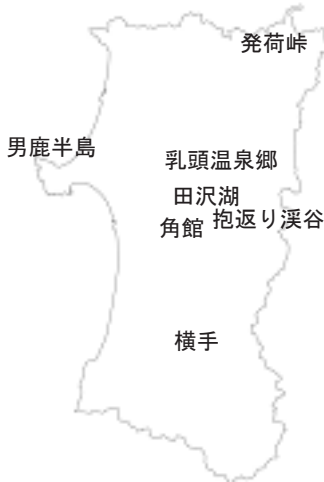 発荷峠
男鹿半島
乳頭温泉郷
田沢湖
角館
抱返り渓谷
横手